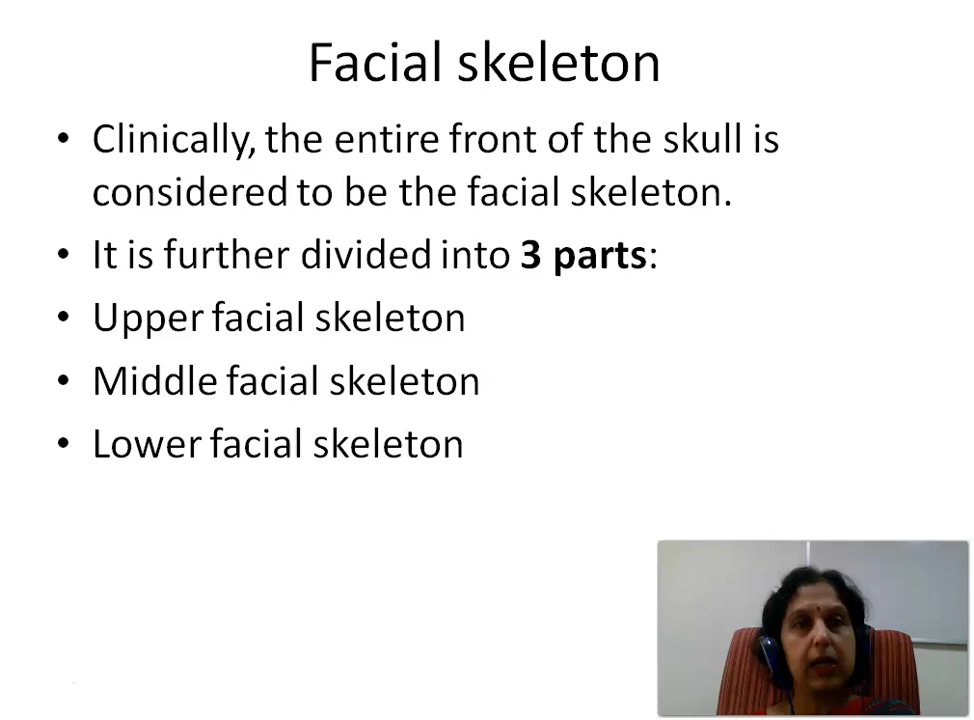 Facial skeleton
• Clinically, the entire front of the skull is
considered to be the facial skeleton.
• It is further divided into 3 parts:
• Upper facial skeleton
• Middle facial skeleton
• Lower facial skeleton